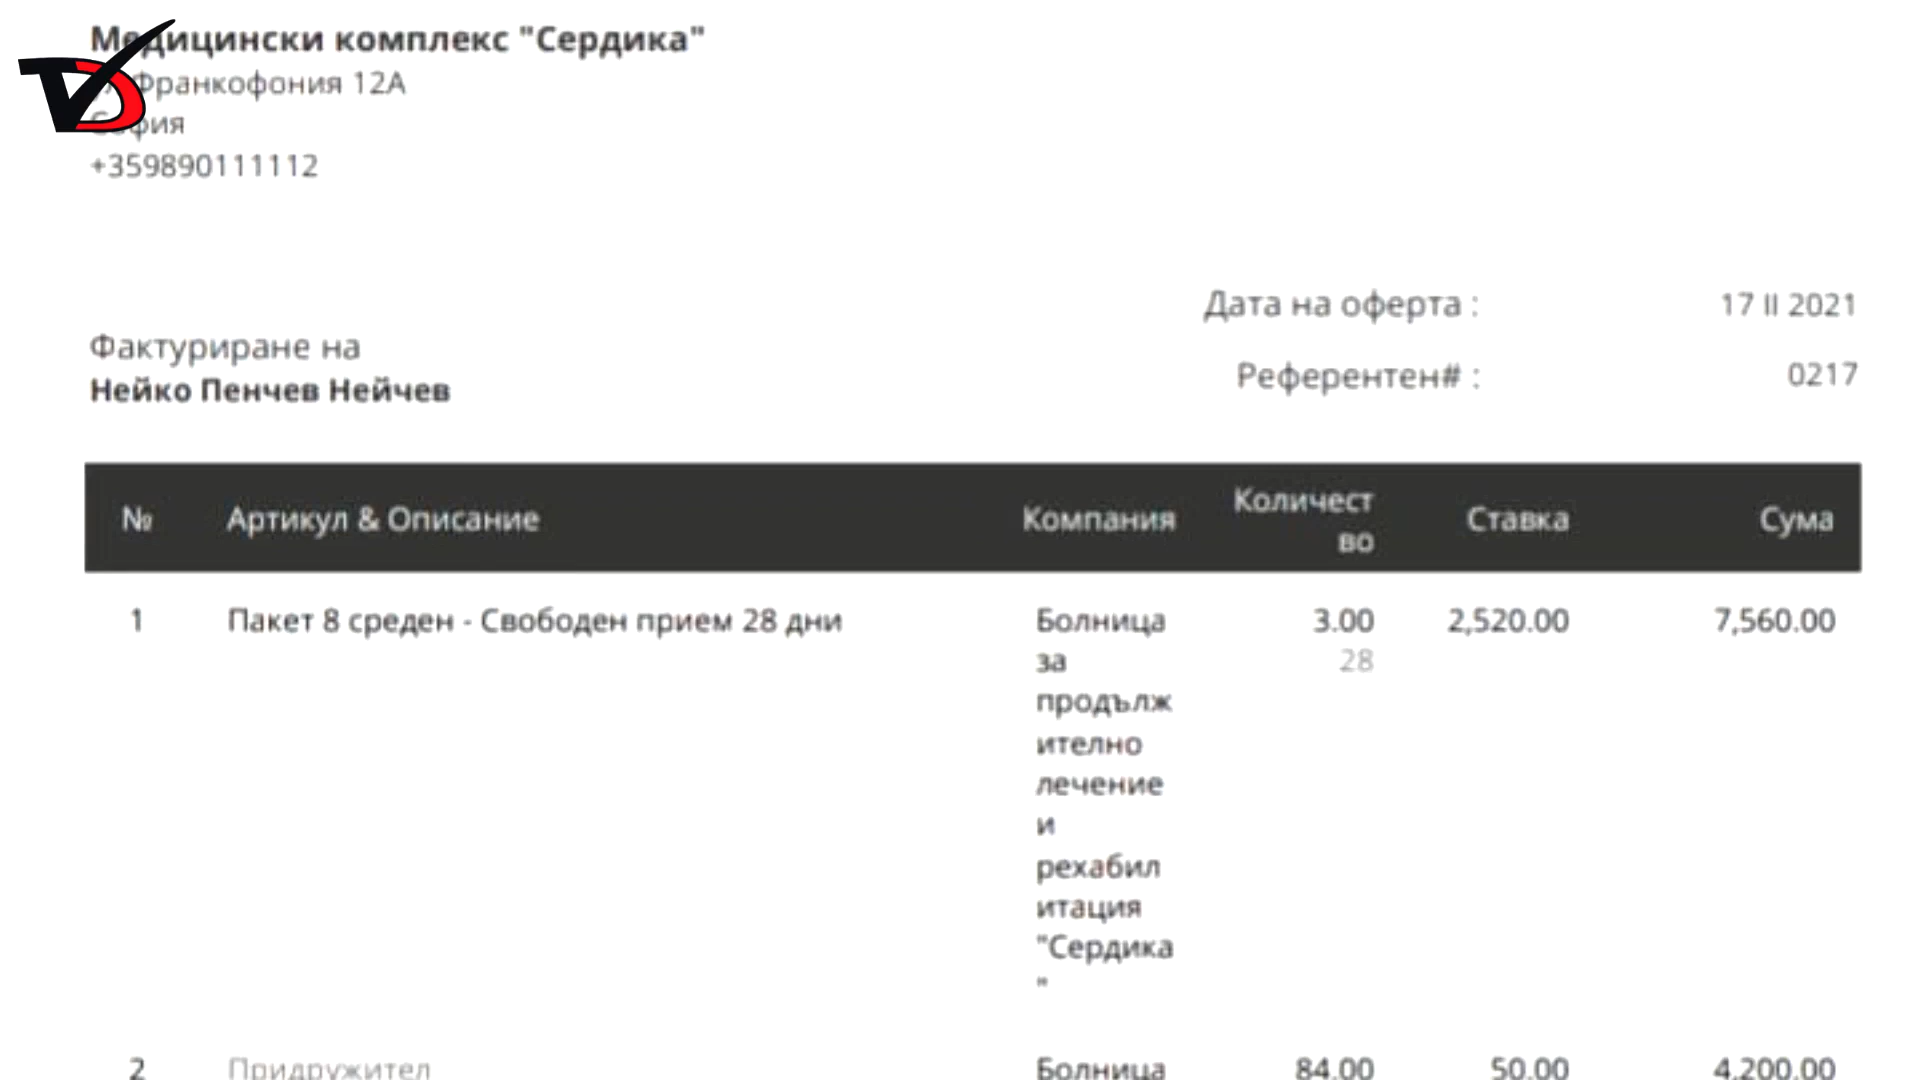 Медицински комплекс "Сердика"
Франкофония 12А
София
+359890111112
Дата на оферта : 17 II 2021
Фактуриране на
Референтен# : 0217
Нейко Пенчев Нейчев
№ Артикул & Описание Компания Количест во Ставка Сума
1 Пакет 8 среден - Свободен прием 28 дни Болница 3.00 2,520.00 7,560.00
за 28
продълж
ително
лечение
и
рехабил
итация
"Сердика
"
2 Придружител Болница 84.00 50.00 4,200.00